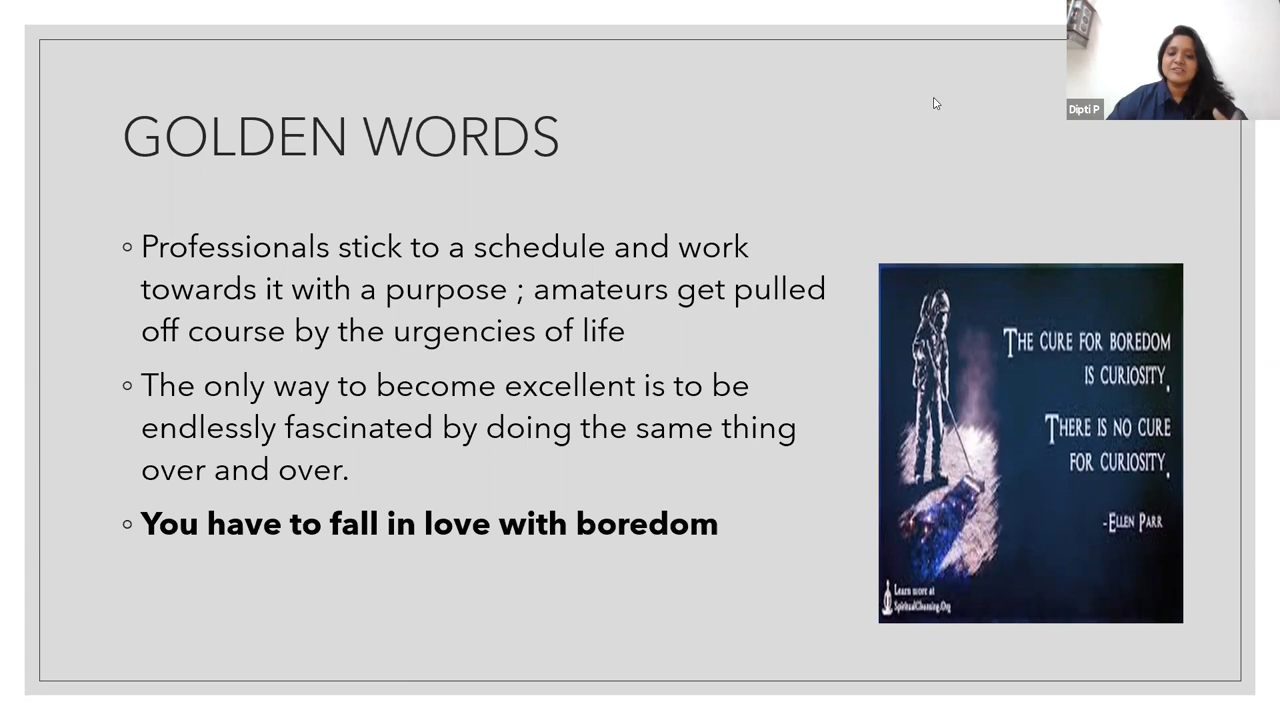 Dipti P
GOLDEN WORDS
Professionals stick to a schedule and work
towards it with a purpose ; amateurs get pulled
off course by the urgencies of life
The only way to become excellent is to be
endlessly fascinated by doing the same thing
over and over.
You have to fall in love with boredom
THE CURE FOR BOREDOM
IS CURIOSITY.
THERE IS NO CURE
FOR CURIOSITY.
-ELLEN PARR
Learn more at